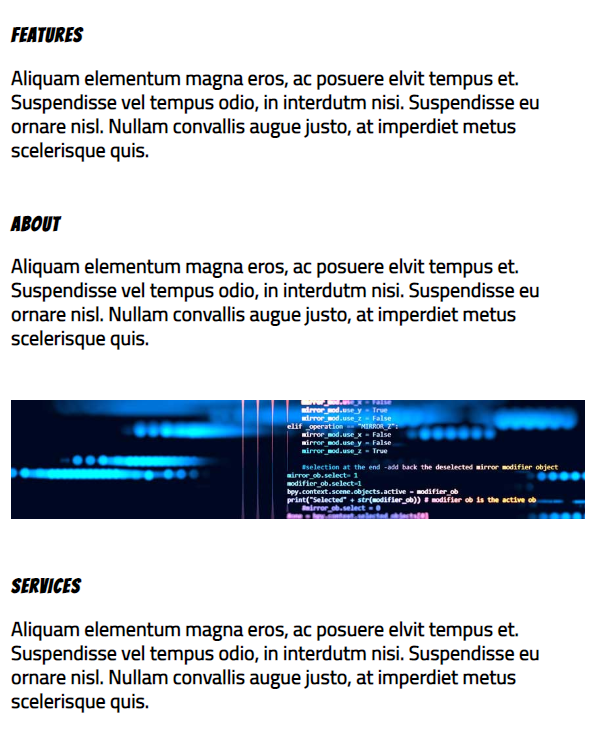 FEATURES
Aliquam elementum magna eros, ac posuere elvit tempus et.
Suspendisse vel tempus odio, in interdutm nisi. Suspendisse eu
ornare nisl. Nullam convallis augue justo, at imperdiet metus
scelerisque quis.
ABOUT
Aliquam elementum magna eros, ac posuere elvit tempus et.
Suspendisse vel tempus odio, in interdutm nisi. Suspendisse eu
ornare nisl. Nullam convallis augue justo, at imperdiet metus
scelerisque quis.
mirror_mod.use_x = False
mirror_mod.use_y = True
mirror_mod.use_z = False
elif _operation == "MIRROR_Z":
mirror_mod.use_x = False
mirror_mod.use_y = False
mirror_mod.use_z = True
#selection at the end -add back the deselected mirror modifier object
mirror_ob.select= 1
modifier_ob.select=1
bpy.context.scene.objects.active = modifier_ob
print("Selected" + str(modifier_ob)) # modifier ob is the active ob
#mirror_ob.select = 0
= bpy.context.selected_objects[0]
SERVICES
Aliquam elementum magna eros, ac posuere elvit tempus et.
Suspendisse vel tempus odio, in interdutm nisi. Suspendisse eu
ornare nisl. Nullam convallis augue justo, at imperdiet metus
scelerisque quis.